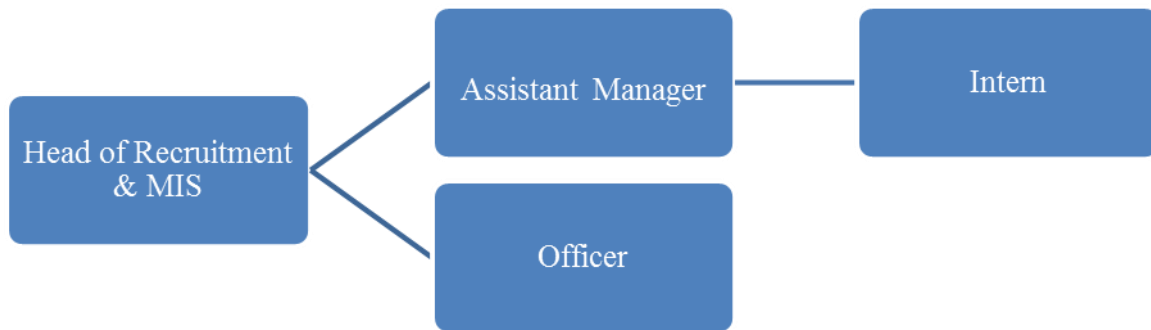 Head of Recruitment
& MIS
Assistant Manager
Intern
Officer